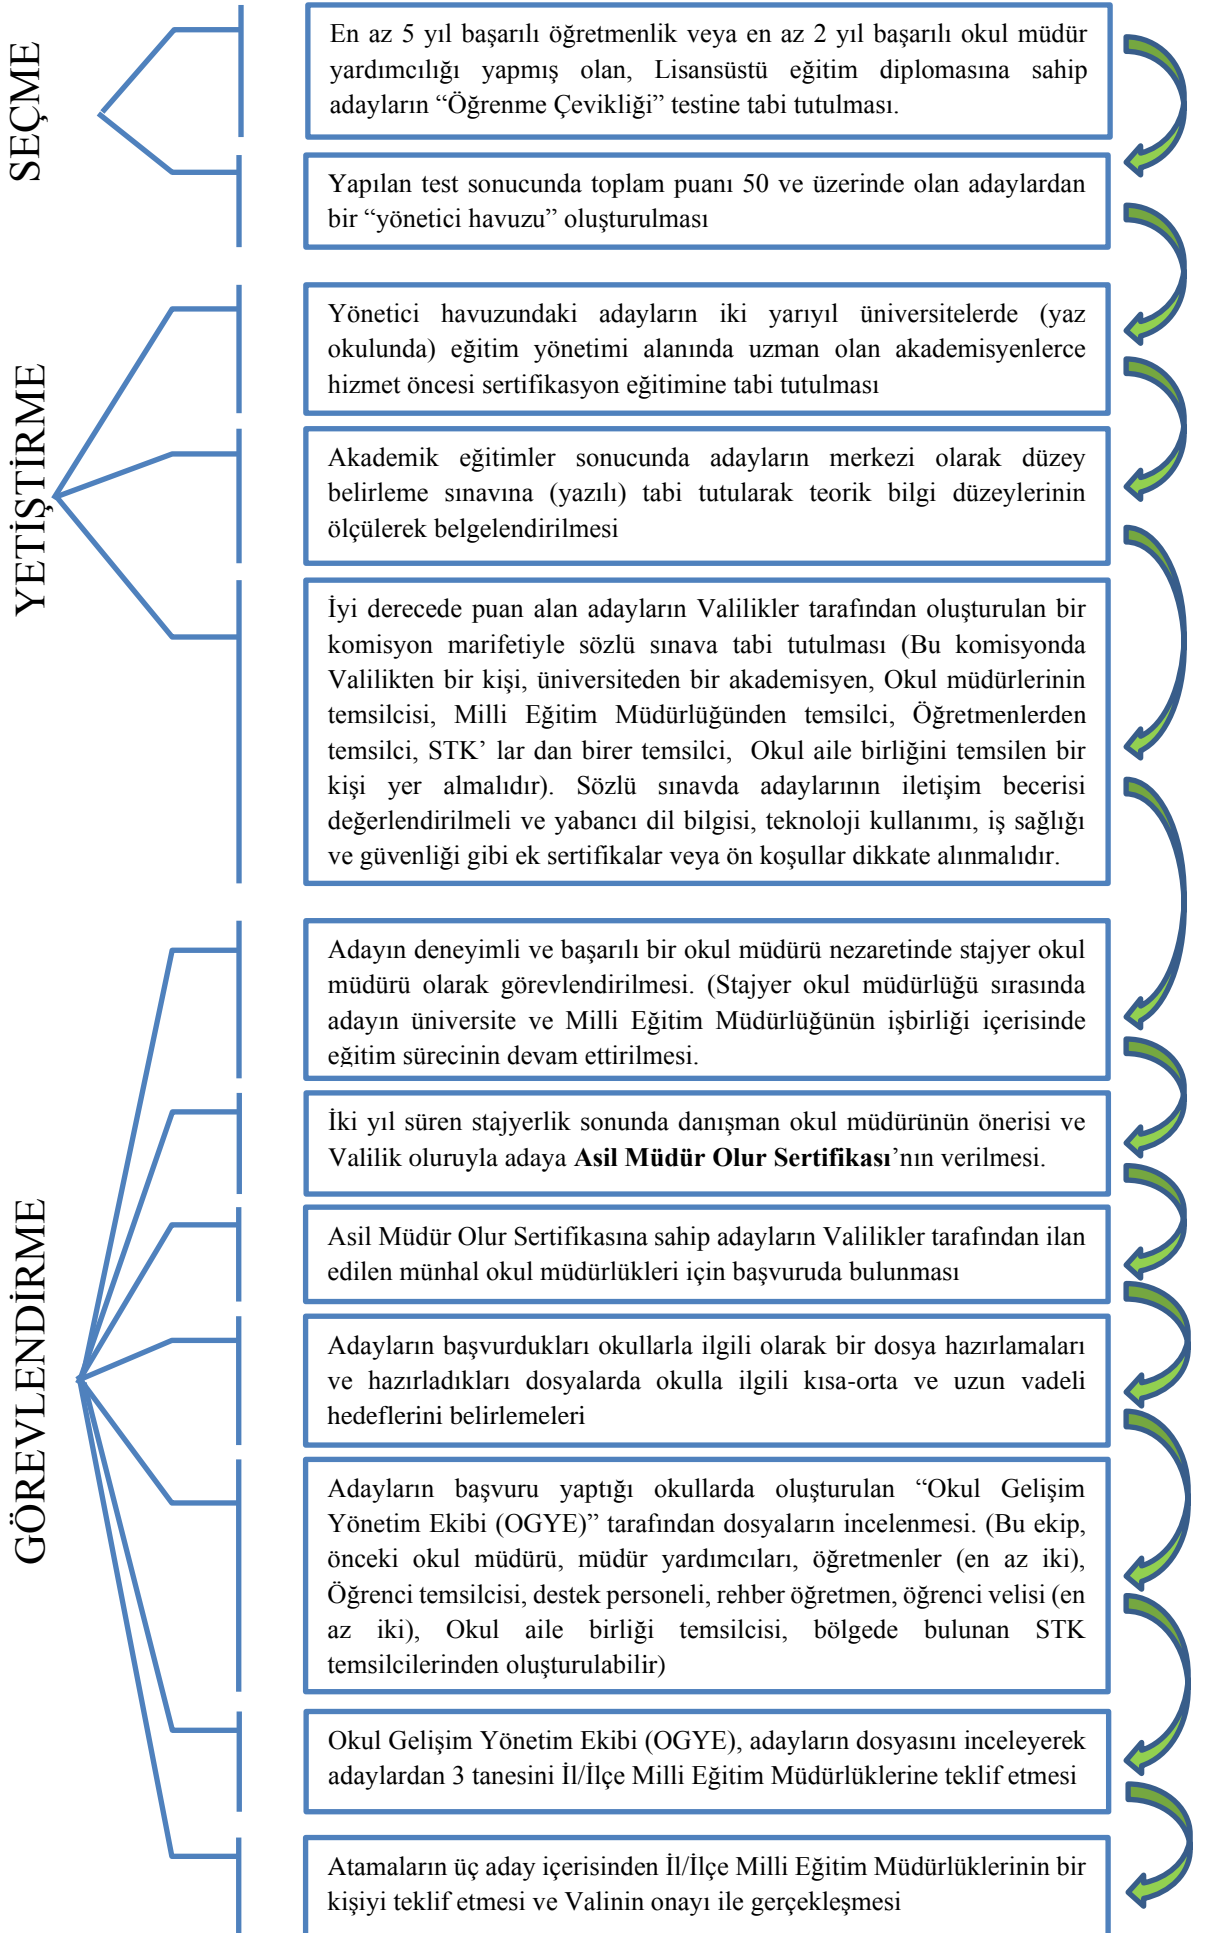 SEÇME
En az 5 yıl başarılı öğretmenlik veya en az 2 yıl başarılı okul müdür
yardımcılığı yapmış olan, Lisansüstü eğitim diplomasına sahip
adayların “Öğrenme Çevikliği” testine tabi tutulması.
Yapılan test sonucunda toplam puanı 50 ve üzerinde olan adaylardan
bir “yönetici havuzu” oluşturulması
YETİŞTİRME
Yönetici havuzundaki adayların iki yarıyıl üniversitelerde (yaz
okulunda) eğitim yönetimi alanında uzman olan akademisyenlerce
hizmet öncesi sertifikasyon eğitimine tabi tutulması
Akademik eğitimler sonucunda adayların merkezi olarak düzey
belirleme sınavına (yazılı) tabi tutularak teorik bilgi düzeylerinin
ölçülerek belgelendirilmesi
İyi derecede puan alan adayların Valilikler tarafından oluşturulan bir
komisyon marifetiyle sözlü sınava tabi tutulması (Bu komisyonda
Valilikten bir kişi, üniversiteden bir akademisyen, Okul müdürlerinin
temsilcisi, Milli Eğitim Müdürlüğünden temsilci, Öğretmenlerden
temsilci, STK’ lar dan birer temsilci, Okul aile birliğini temsilen bir
kişi yer almalıdır). Sözlü sınavda adaylarının iletişim becerisi
değerlendirilmeli ve yabancı dil bilgisi, teknoloji kullanımı, iş sağlığı
ve güvenliği gibi ek sertifikalar veya ön koşullar dikkate alınmalıdır.
GÖREVLENDİRME
Adayın deneyimli ve başarılı bir okul müdürü nezaretinde stajyer okul
müdürü olarak görevlendirilmesi. (Stajyer okul müdürlüğü sırasında
adayın üniversite ve Milli Eğitim Müdürlüğünün işbirliği içerisinde
eğitim sürecinin devam ettirilmesi.
İki yıl süren stajyerlik sonunda danışman okul müdürünün önerisi ve
Valilik oluruyla adaya Asil Müdür Olur Sertifikası’nın verilmesi.
Asil Müdür Olur Sertifikasına sahip adayların Valilikler tarafından ilan
edilen münhal okul müdürlükleri için başvuruda bulunması
Adayların başvurdukları okullarla ilgili olarak bir dosya hazırlamaları
ve hazırladıkları dosyalarda okulla ilgili kısa-orta ve uzun vadeli
hedeflerini belirlemeleri
Adayların başvuru yaptığı okullarda oluşturulan “Okul Gelişim
Yönetim Ekibi (OGYE)” tarafından dosyaların incelenmesi. (Bu ekip,
önceki okul müdürü, müdür yardımcıları, öğretmenler (en az iki),
Öğrenci temsilcisi, destek personeli, rehber öğretmen, öğrenci velisi (en
az iki), Okul aile birliği temsilcisi, bölgede bulunan STK
temsilcilerinden oluşturulabilir)
Okul Gelişim Yönetim Ekibi (OGYE), adayların dosyasını inceleyerek
adaylardan 3 tanesini İl/İlçe Milli Eğitim Müdürlüklerine teklif etmesi
Atamaların üç aday içerisinden İl/İlçe Milli Eğitim Müdürlüklerinin bir
kişiyi teklif etmesi ve Valinin onayı ile gerçekleşmesi